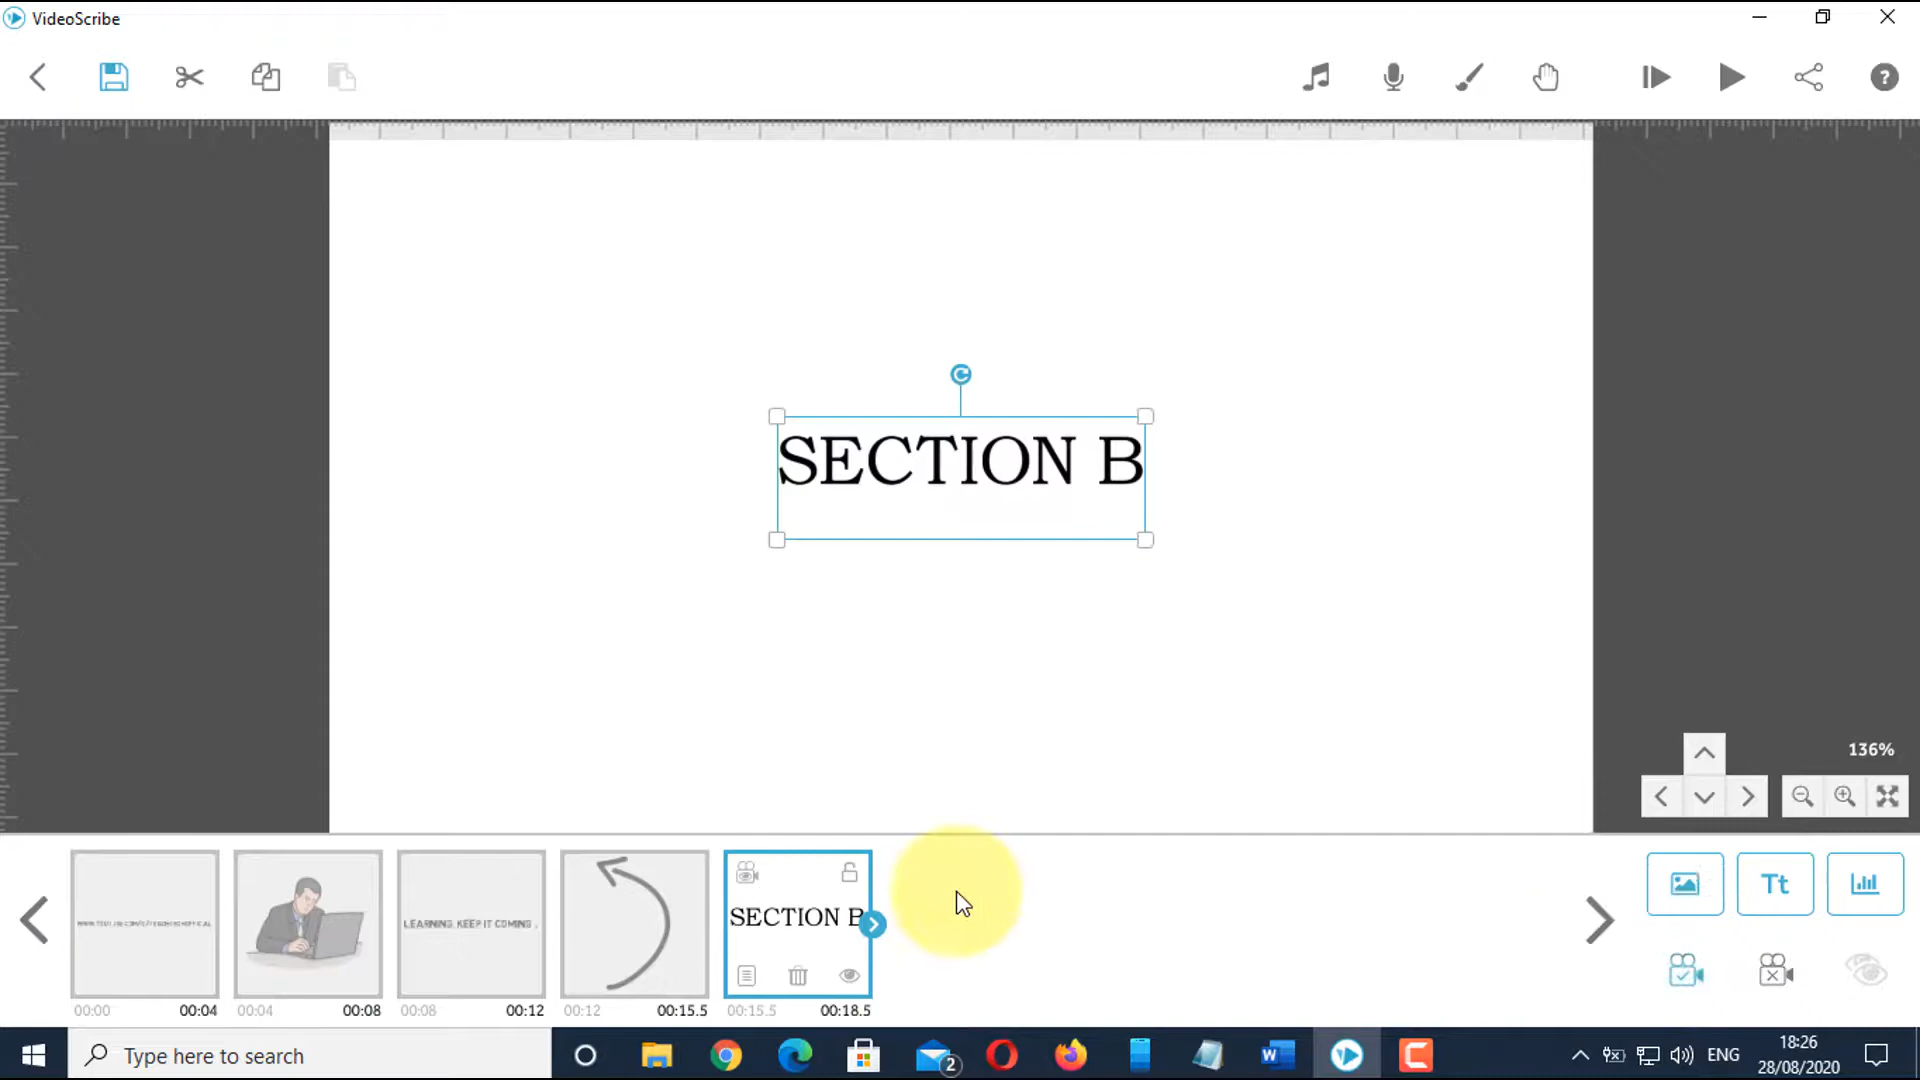 VideoScribe
SECTION B
136%
LEARNING. KEEP IT COMING .
SECTION B
Tt
00:00 00:04
00:04 00:08
00:08 00:12
00:12 00:15.5
00:15.5 00:18.5
Type here to search
2
ENG
18:26
28/08/2020